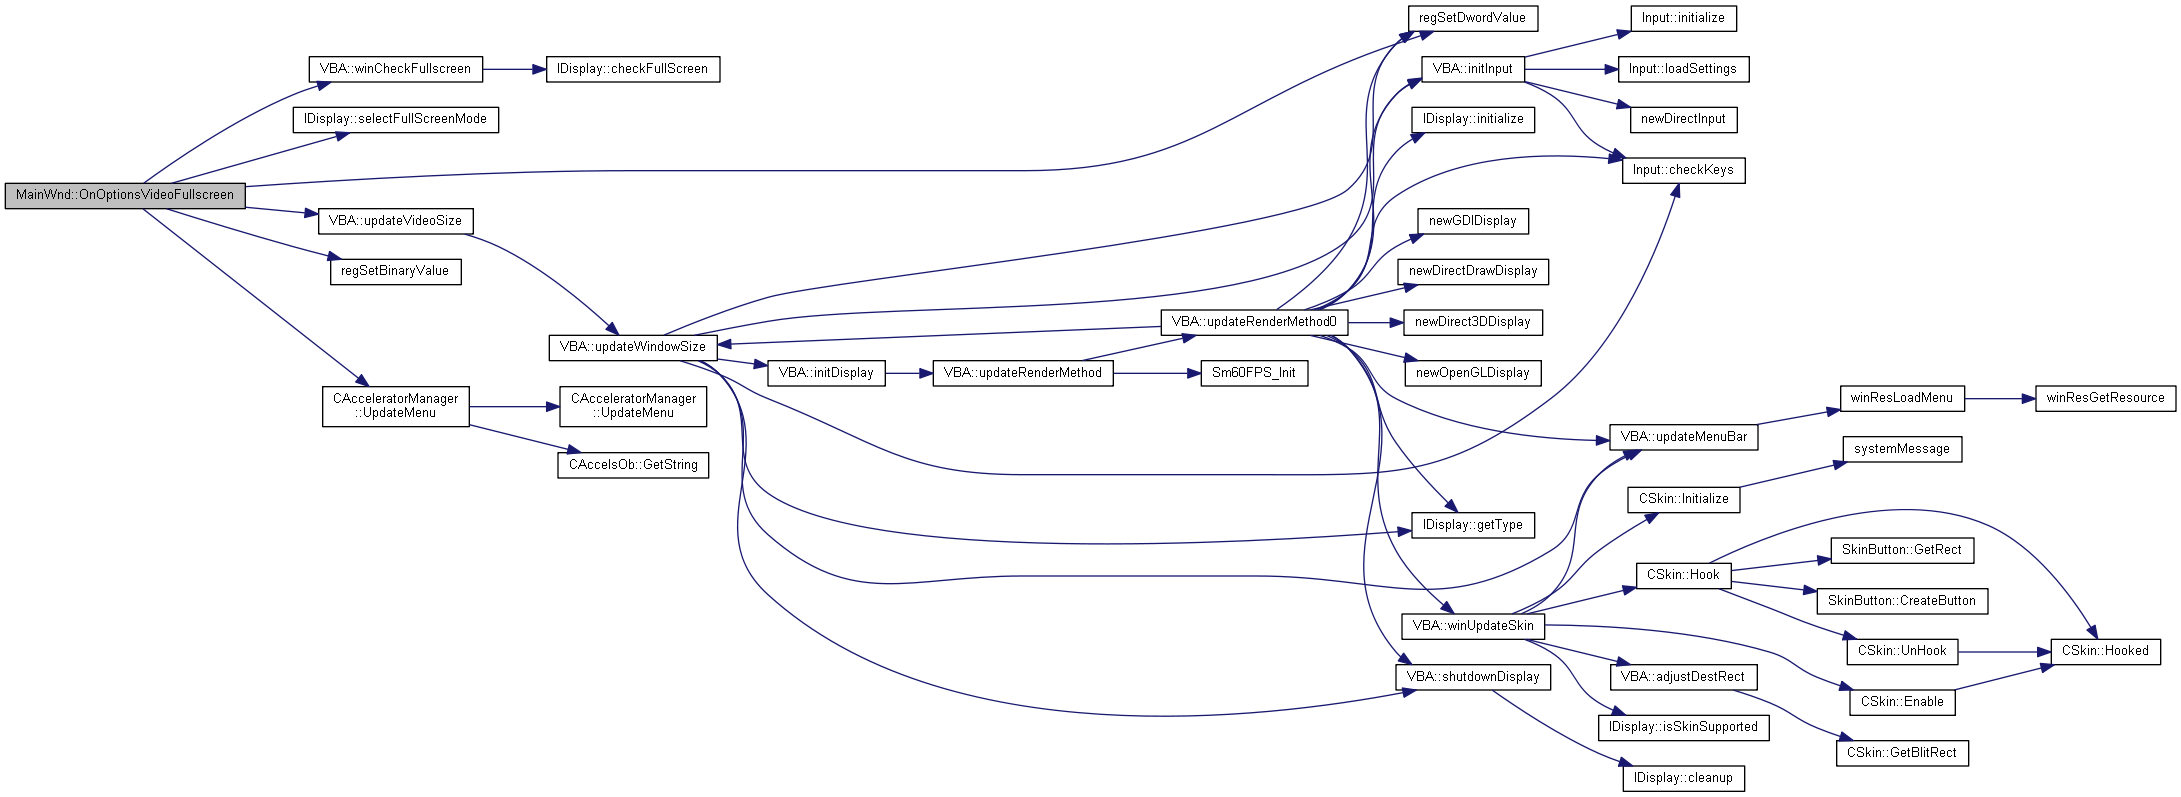 MainWnd::OnOptionsVideoFullscreen
VBA::winCheckFullscreen
IDisplay::checkFullScreen
IDisplay::selectFullScreenMode
regSetDwordValue
VBA::updateVideoSize
regSetBinaryValue
CAcceleratorManager
::UpdateMenu
CAcceleratorManager
::UpdateMenu
CAccelsOb::GetString
VBA::updateWindowSize
VBA::initDisplay
VBA::updateRenderMethod
VBA::updateRenderMethod0
Sm60FPS_Init
VBA::initInput
Input::initialize
Input::loadSettings
newDirectInput
Input::checkKeys
IDisplay::initialize
newGDIDisplay
newDirectDrawDisplay
newDirect3DDisplay
newOpenGLDisplay
VBA::updateMenuBar
winResLoadMenu
winResGetResource
IDisplay::getType
VBA::winUpdateSkin
CSkin::Initialize
systemMessage
CSkin::Hook
SkinButton::GetRect
SkinButton::CreateButton
CSkin::UnHook
CSkin::Hooked
CSkin::Enable
VBA::adjustDestRect
CSkin::GetBlitRect
IDisplay::isSkinSupported
VBA::shutdownDisplay
IDisplay::cleanup